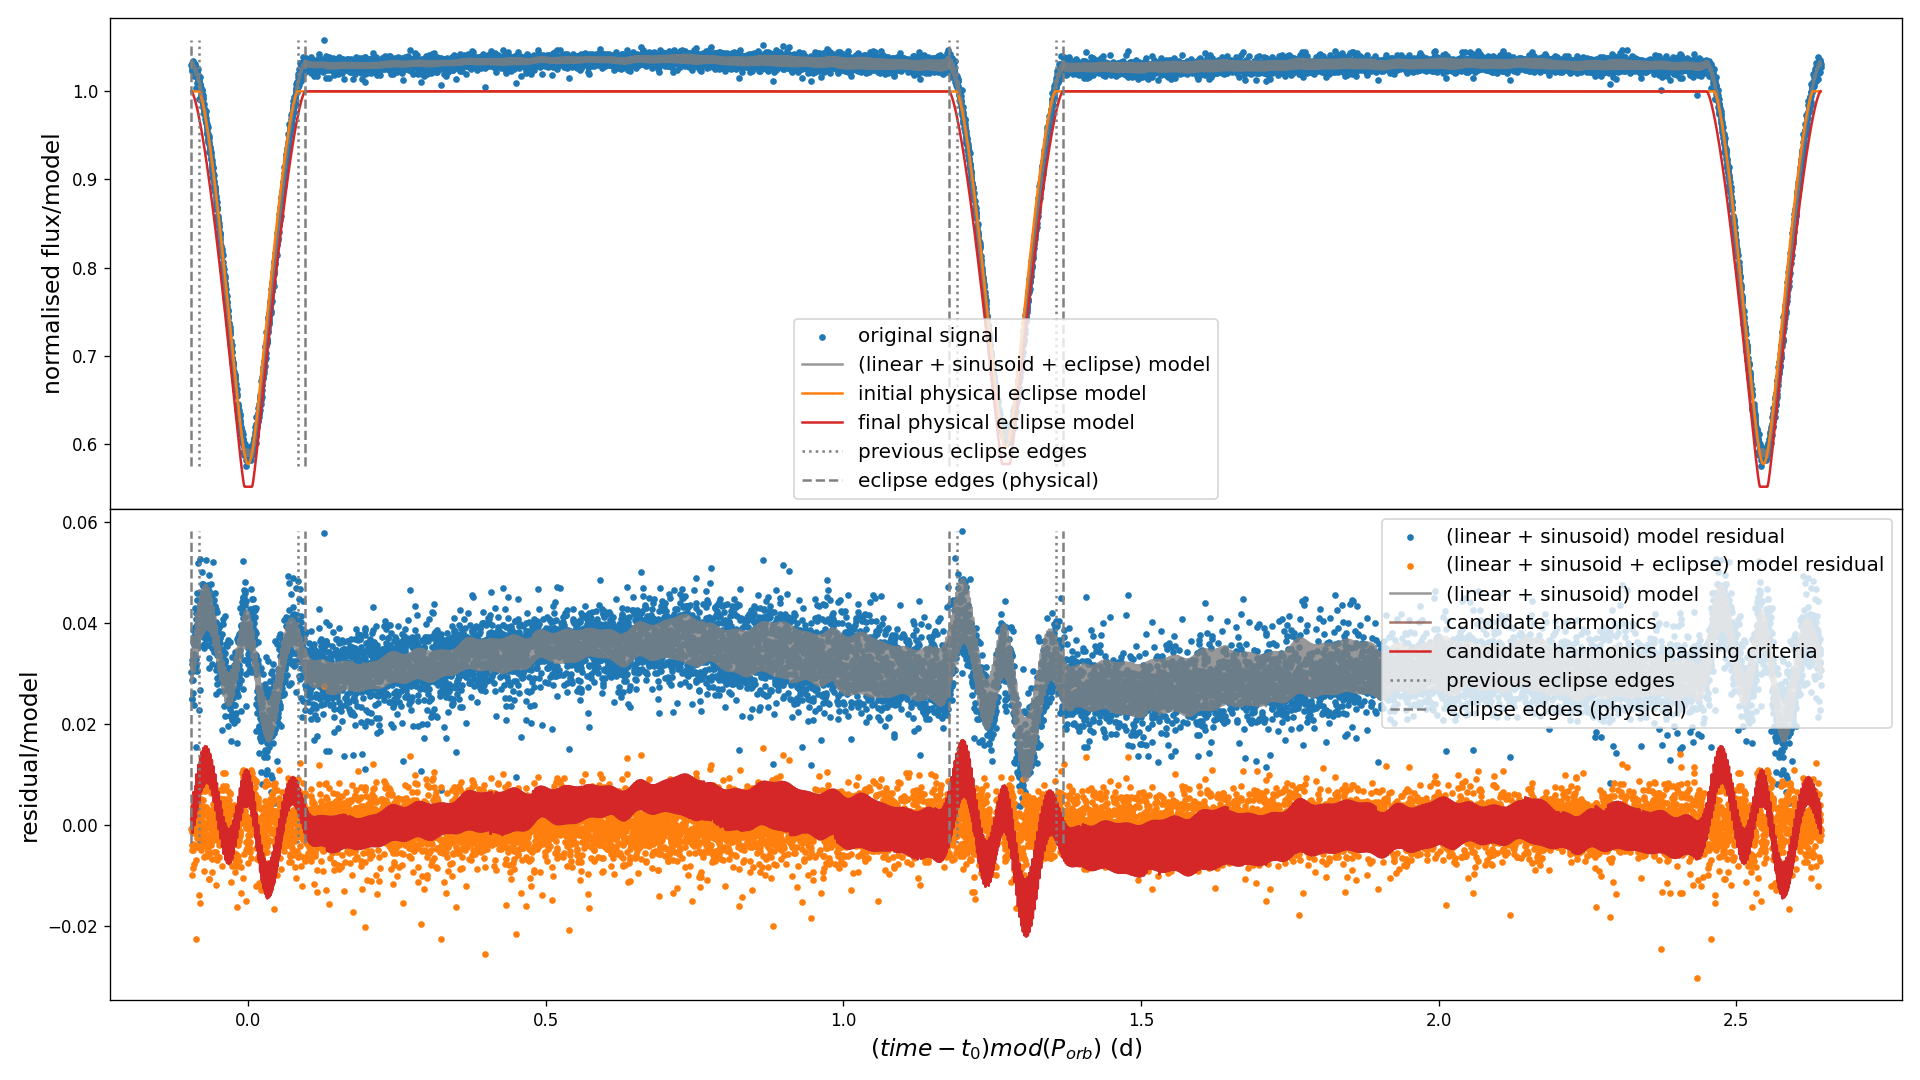 normalised flux/model
1.0
0.9
0.8
0.7
0.6
original signal
(linear + sinusoid + eclipse) model
initial physical eclipse model
final physical eclipse model
previous eclipse edges
eclipse edges (physical)
residual/model
0.06
0.04
0.02
0.00
−0.02
(linear + sinusoid) model residual
(linear + sinusoid + eclipse) model residual
(linear + sinusoid) model
candidate harmonics
candidate harmonics passing criteria
previous eclipse edges
eclipse edges (physical)
0.0 0.5 1.0 1.5 2.0 2.5
(time − t₀)mod(P_orb) (d)